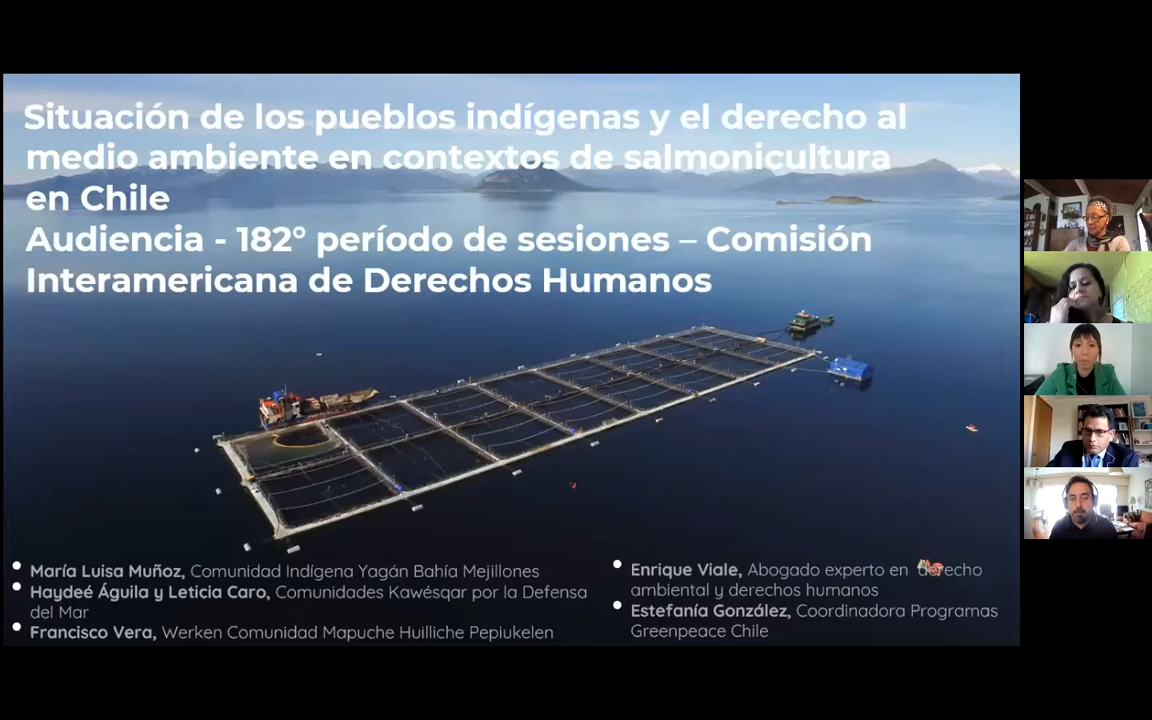 Situación de los pueblos indígenas y el derecho al
medio ambiente en contextos de salmonicultura
en Chile
Audiencia - 182° período de sesiones – Comisión
Interamericana de Derechos Humanos
• María Luisa Muñoz, Comunidad Indígena Yagán Bahía Mejillones
• Haydeé Águila y Leticia Caro, Comunidades Kawésqar por la Defensa
del Mar
• Francisco Vera, Werken Comunidad Mapuche Huilliche Pepiukelen
• Enrique Viale, Abogado experto en derecho
ambiental y derechos humanos
• Estefanía González, Coordinadora Programas
Greenpeace Chile